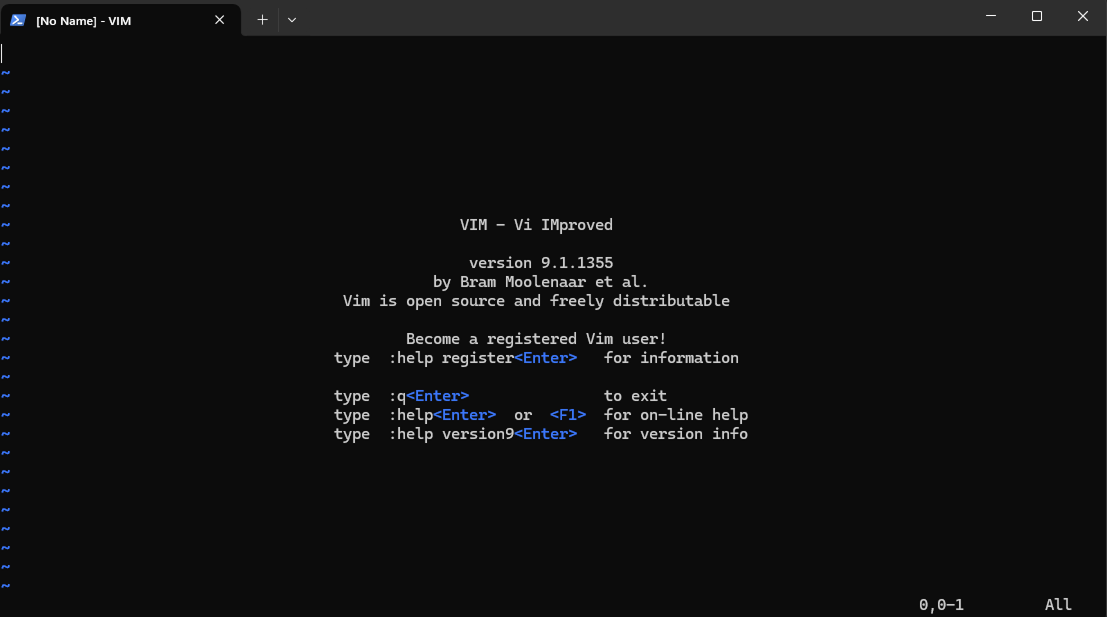 [No Name] - VIM
~
~
~
~
~
~
~
~
~ VIM - Vi IMproved
~
~ version 9.1.1355
~ by Bram Moolenaar et al.
~ Vim is open source and freely distributable
~
~ Become a registered Vim user!
~ type  :help register<Enter>   for information
~
~ type  :q<Enter>               to exit
~ type  :help<Enter>  or  <F1>  for on-line help
~ type  :help version9<Enter>   for version info
~
~
~
~
~
~
~
~
0,0-1 All